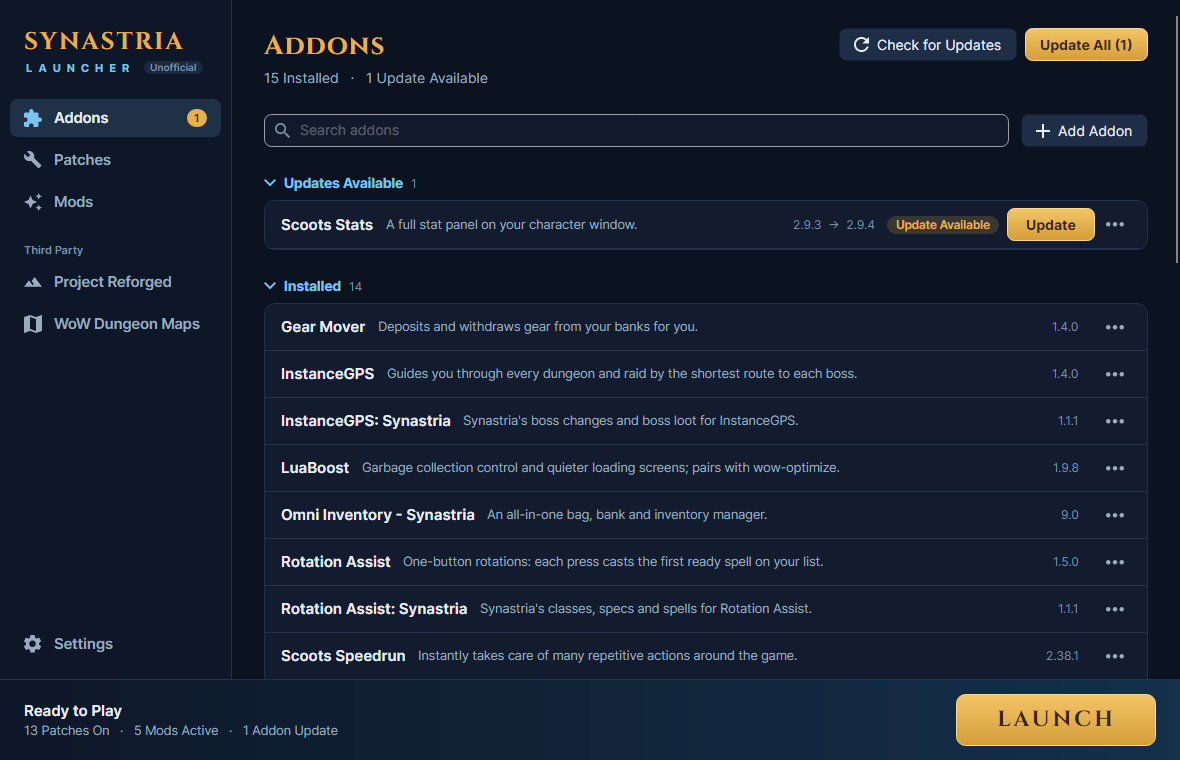 SYNASTRIA
LAUNCHER Unofficial
Addons 1
Patches
Mods
Third Party
Project Reforged
WoW Dungeon Maps
Settings
Addons
15 Installed · 1 Update Available
Check for Updates
Update All (1)
Search addons
Add Addon
Updates Available 1
Scoots Stats A full stat panel on your character window. 2.9.3 → 2.9.4 Update Available Update •••
Installed 14
Gear Mover Deposits and withdraws gear from your banks for you. 1.4.0 •••
InstanceGPS Guides you through every dungeon and raid by the shortest route to each boss. 1.4.0 •••
InstanceGPS: Synastria Synastria's boss changes and boss loot for InstanceGPS. 1.1.1 •••
LuaBoost Garbage collection control and quieter loading screens; pairs with wow-optimize. 1.9.8 •••
Omni Inventory - Synastria An all-in-one bag, bank and inventory manager. 9.0 •••
Rotation Assist One-button rotations: each press casts the first ready spell on your list. 1.5.0 •••
Rotation Assist: Synastria Synastria's classes, specs and spells for Rotation Assist. 1.1.1 •••
Scoots Speedrun Instantly takes care of many repetitive actions around the game. 2.38.1 •••
Ready to Play
13 Patches On · 5 Mods Active · 1 Addon Update
LAUNCH